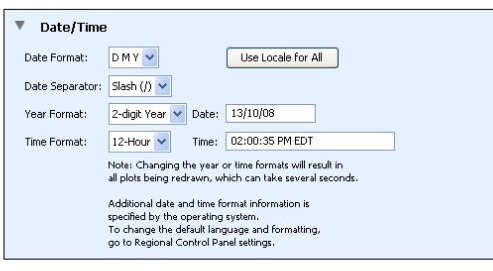 Date/Time
Date Format: D M Y Use Locale for All
Date Separator: Slash (/)
Year Format: 2-digit Year Date: 13/10/08
Time Format: 12-Hour Time: 02:00:35 PM EDT
Note: Changing the year or time formats will result in
all plots being redrawn, which can take several seconds.
Additional date and time format information is
specified by the operating system.
To change the default language and formatting,
go to Regional Control Panel settings.